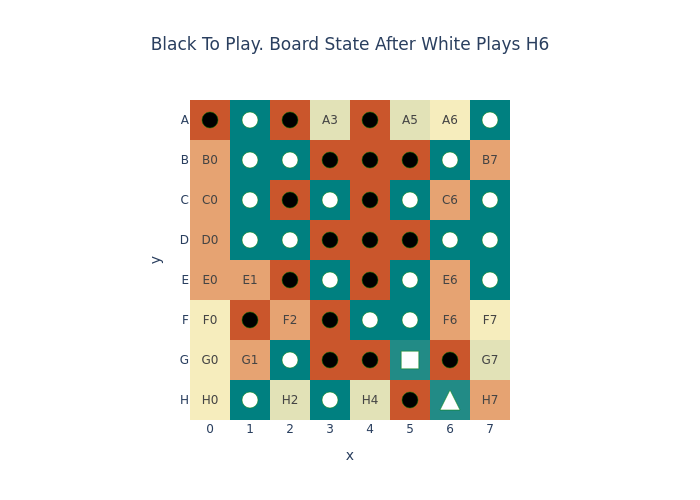 Black To Play. Board State After White Plays H6
A A3 A5 A6
B B0 B7
C C0 C6
D D0
E E0 E1 E6
F F0 F2 F6 F7
G G0 G1 G7
H H0 H2 H4 H7
0 1 2 3 4 5 6 7
x
y